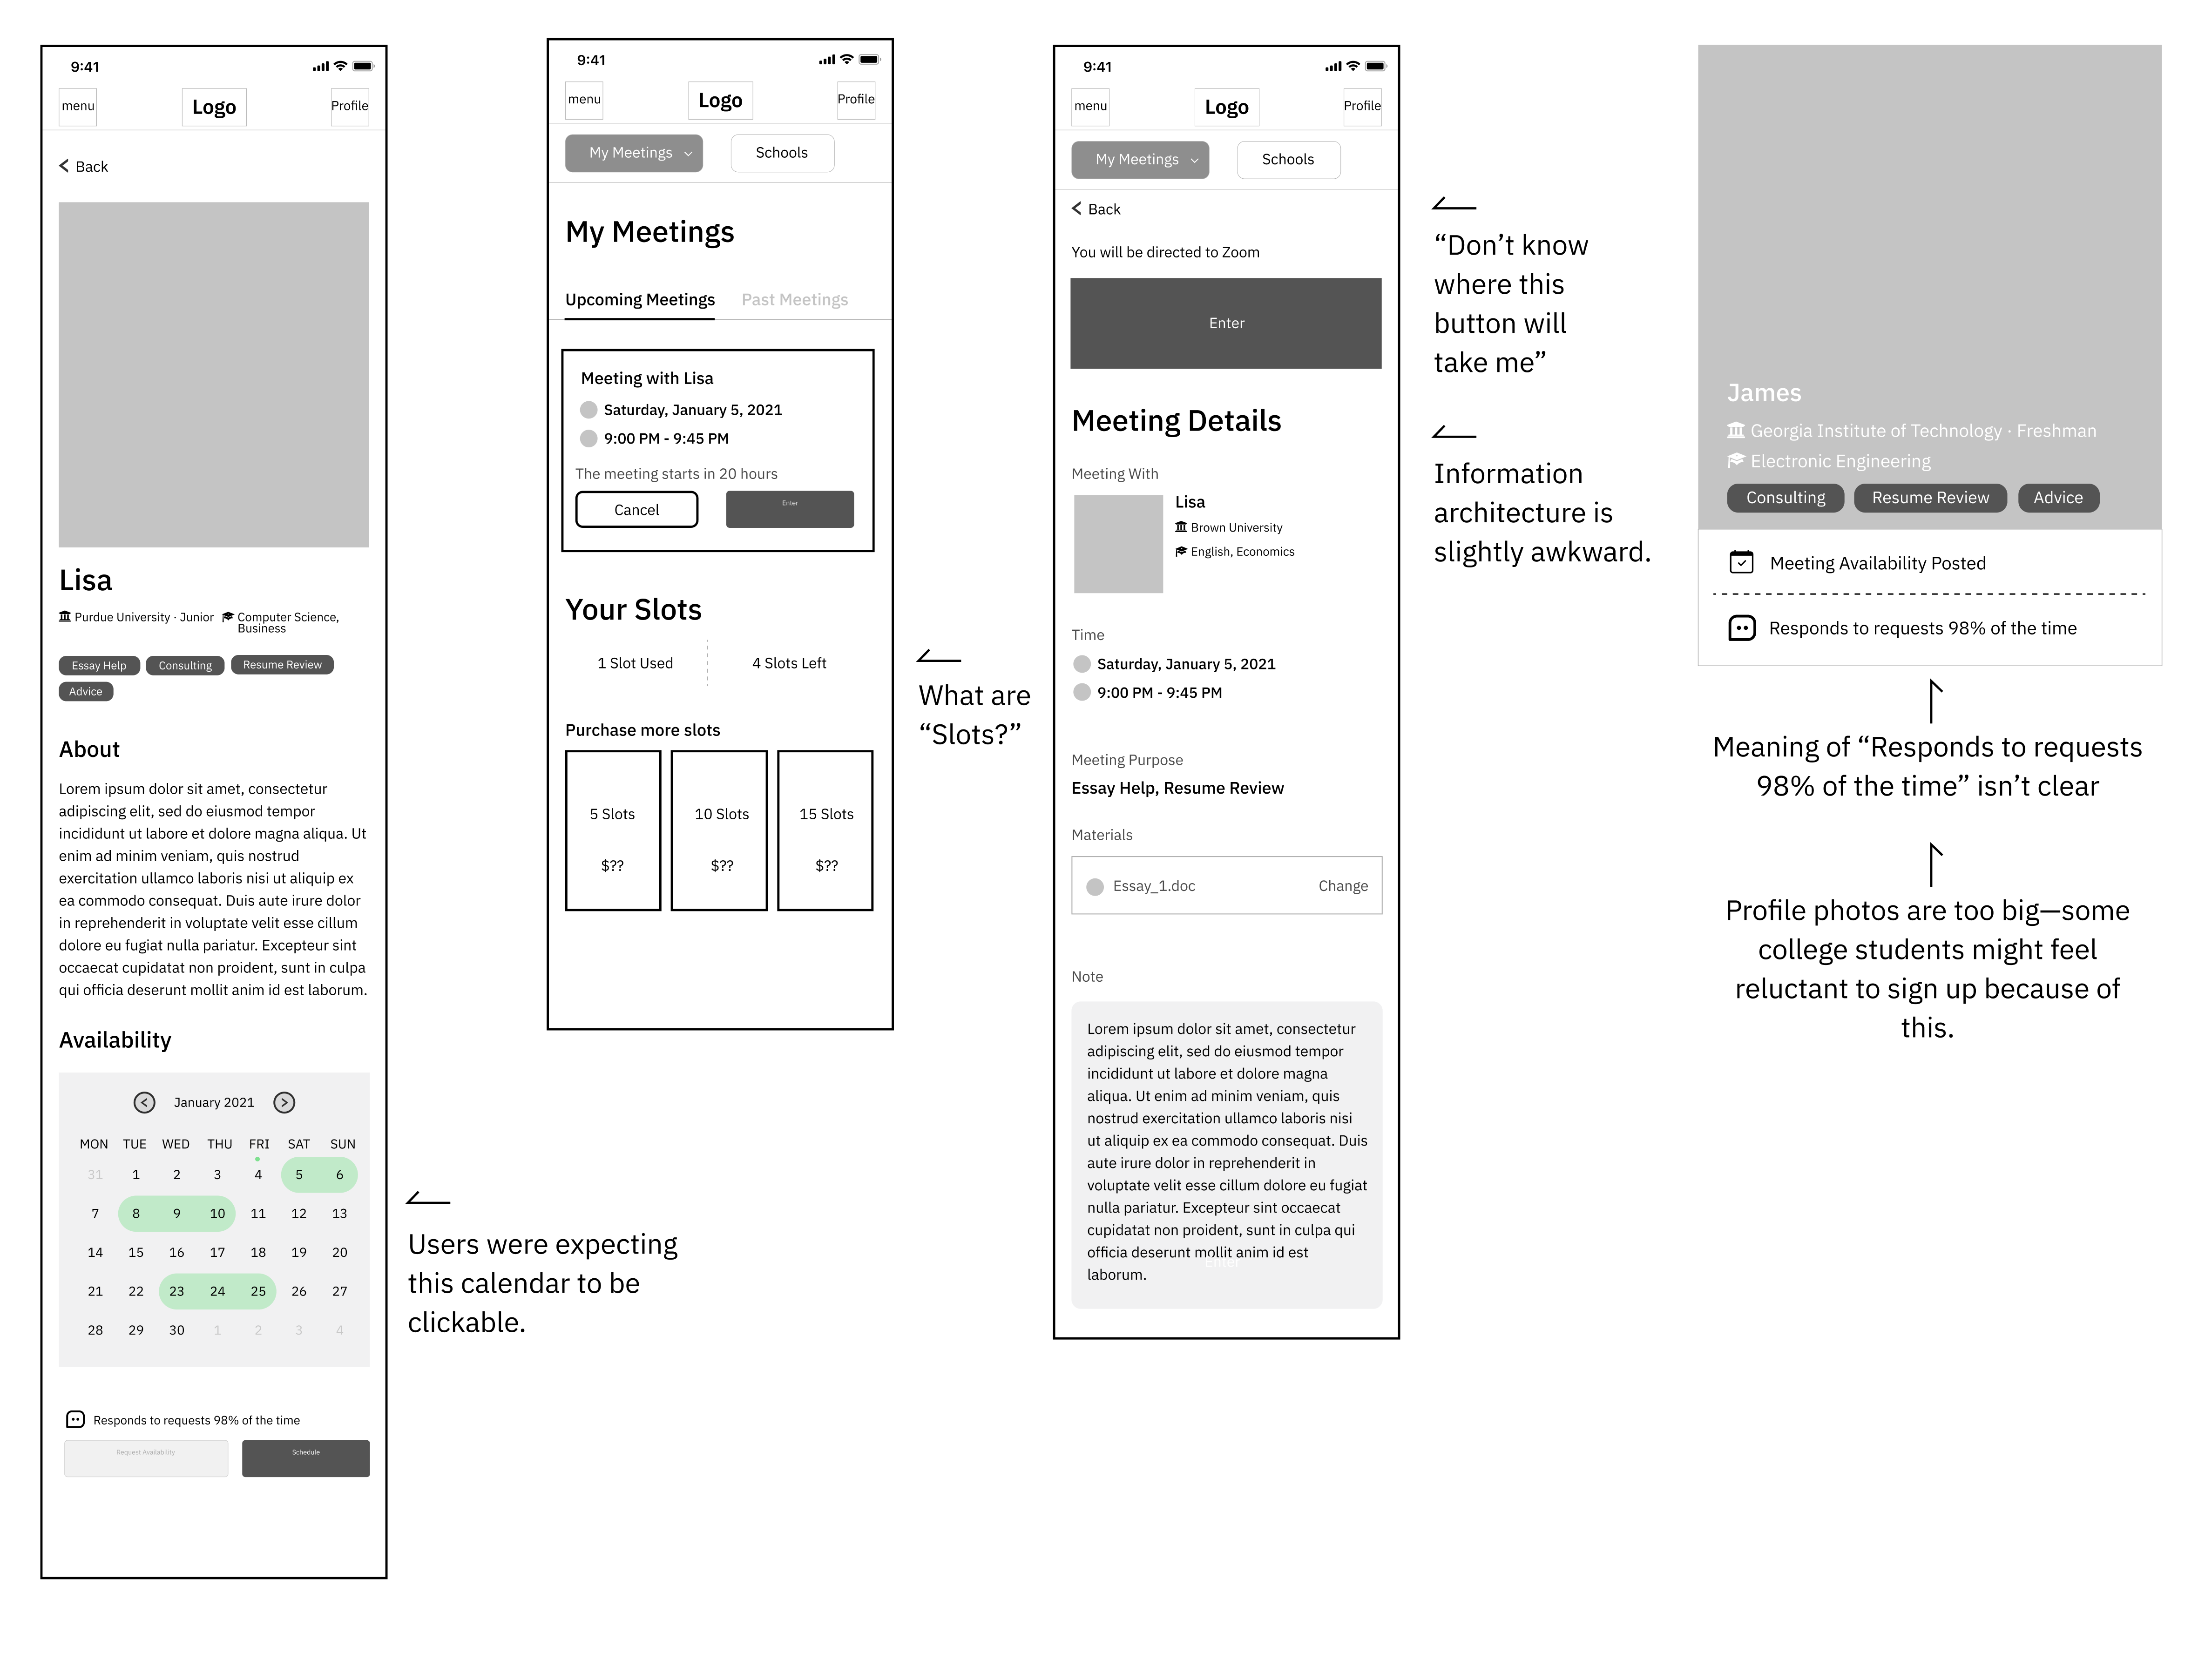 9:41
menu
Logo
Profile
Back
Lisa
Purdue University · Junior
Computer Science,
Business
Essay Help
Consulting
Resume Review
Advice
About
Lorem ipsum dolor sit amet, consectetur
adipiscing elit, sed do eiusmod tempor
incididunt ut labore et dolore magna aliqua. Ut
enim ad minim veniam, quis nostrud
exercitation ullamco laboris nisi ut aliquip ex
ea commodo consequat. Duis aute irure dolor
in reprehenderit in voluptate velit esse cillum
dolore eu fugiat nulla pariatur. Excepteur sint
occaecat cupidatat non proident, sunt in culpa
qui officia deserunt mollit anim id est laborum.
Availability
January 2021
MON TUE WED THU FRI SAT SUN
31 1 2 3 4 5 6
7 8 9 10 11 12 13
14 15 16 17 18 19 20
21 22 23 24 25 26 27
28 29 30 1 2 3 4
Responds to requests 98% of the time
Request Availability
Schedule
Users were expecting
this calendar to be
clickable.
9:41
menu
Logo
Profile
My Meetings
Schools
My Meetings
Upcoming Meetings
Past Meetings
Meeting with Lisa
Saturday, January 5, 2021
9:00 PM - 9:45 PM
The meeting starts in 20 hours
Cancel
Enter
Your Slots
1 Slot Used
4 Slots Left
Purchase more slots
5 Slots
$??
10 Slots
$??
15 Slots
$??
What are
“Slots?”
9:41
menu
Logo
Profile
My Meetings
Schools
Back
You will be directed to Zoom
Enter
Meeting Details
Meeting With
Lisa
Brown University
English, Economics
Time
Saturday, January 5, 2021
9:00 PM - 9:45 PM
Meeting Purpose
Essay Help, Resume Review
Materials
Essay_1.doc
Change
Note
Lorem ipsum dolor sit amet, consectetur
adipiscing elit, sed do eiusmod tempor
incididunt ut labore et dolore magna
aliqua. Ut enim ad minim veniam, quis
nostrud exercitation ullamco laboris nisi
ut aliquip ex ea commodo consequat. Duis
aute irure dolor in reprehenderit in
voluptate velit esse cillum dolore eu fugiat
nulla pariatur. Excepteur sint occaecat
cupidatat non proident, sunt in culpa qui
officia deserunt mollit anim id est
Enter
laborum.
“Don’t know
where this
button will
take me”
Information
architecture is
slightly awkward.
James
Georgia Institute of Technology · Freshman
Electronic Engineering
Consulting
Resume Review
Advice
Meeting Availability Posted
Responds to requests 98% of the time
Meaning of “Responds to requests
98% of the time” isn’t clear
Profile photos are too big—some
college students might feel
reluctant to sign up because of
this.